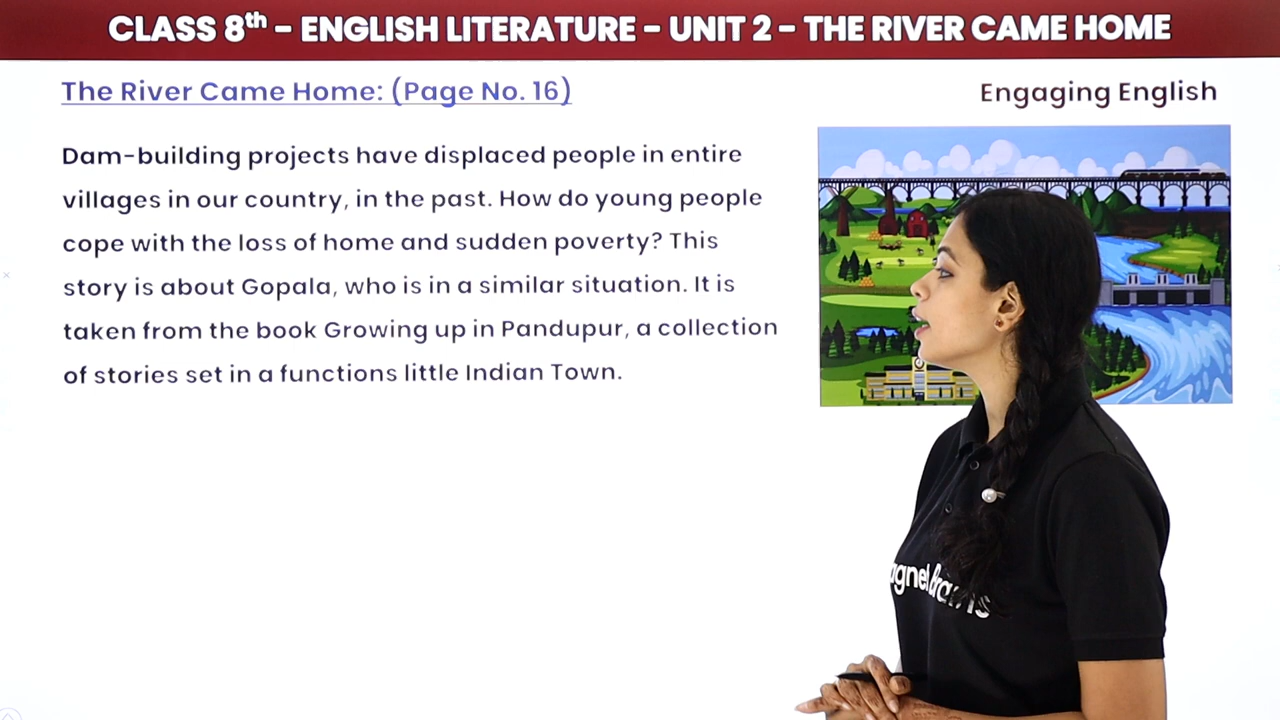 CLASS 8th - ENGLISH LITERATURE - UNIT 2 - THE RIVER CAME HOME
The River Came Home: (Page No. 16)
Engaging English
Dam-building projects have displaced people in entire
villages in our country, in the past. How do young people
cope with the loss of home and sudden poverty? This
story is about Gopala, who is in a similar situation. It is
taken from the book Growing up in Pandupur, a collection
of stories set in a functions little Indian Town.